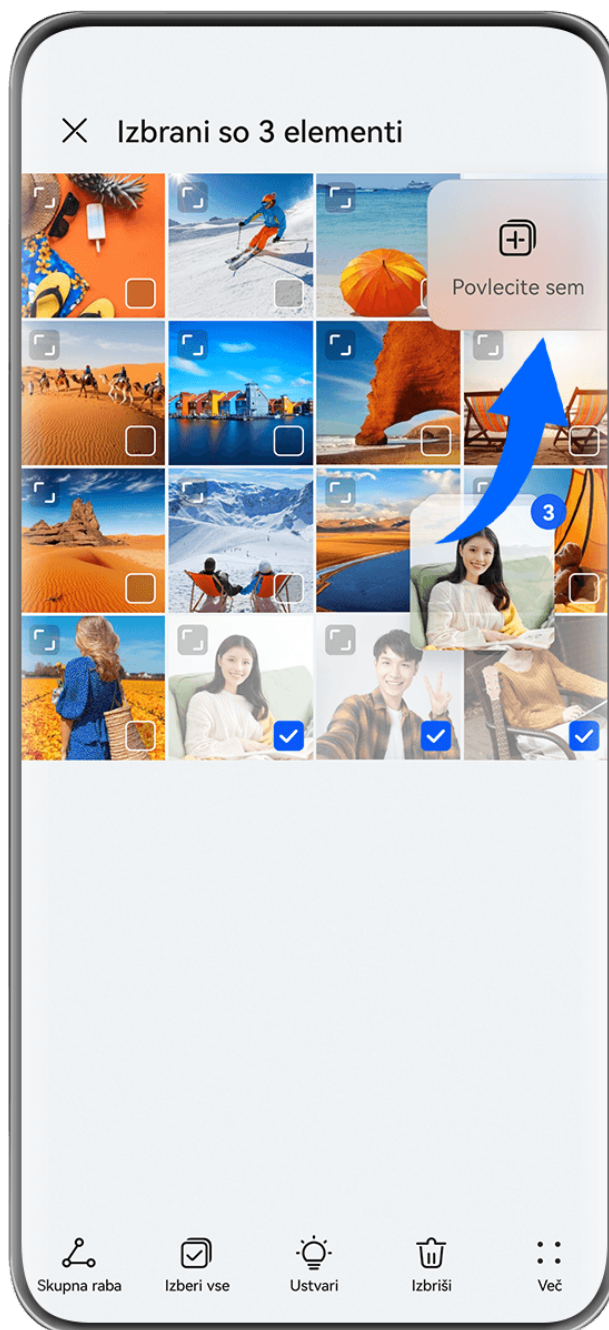 Izbrani so 3 elementi
Povlecite sem
3
Skupna raba
Izberi vse
Ustvari
Izbriši
Več